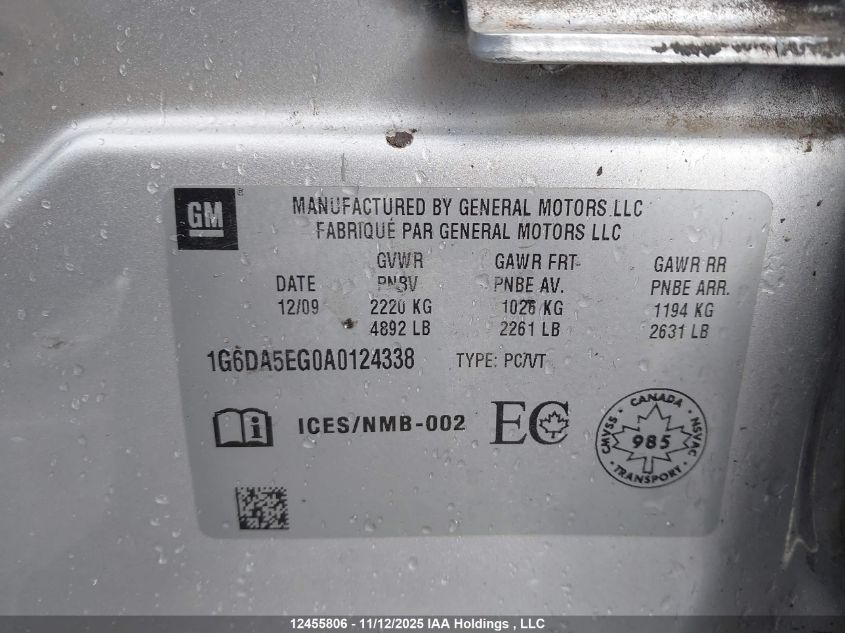 GM
MANUFACTURED BY GENERAL MOTORS LLC
FABRIQUÉ PAR GENERAL MOTORS LLC
GVWR GAWR FRT GAWR RR
DATE PNBV PNBE AV. PNBE ARR.
12/09 2220 KG 1026 KG 1194 KG
4892 LB 2261 LB 2631 LB
1G6DA5EG0A0124338 TYPE: PC/VT
i ICES/NMB-002 EC
CANADA
CMVSS 985 NSVAC
TRANSPORT
12455806 - 11/12/2025 IAA Holdings , LLC